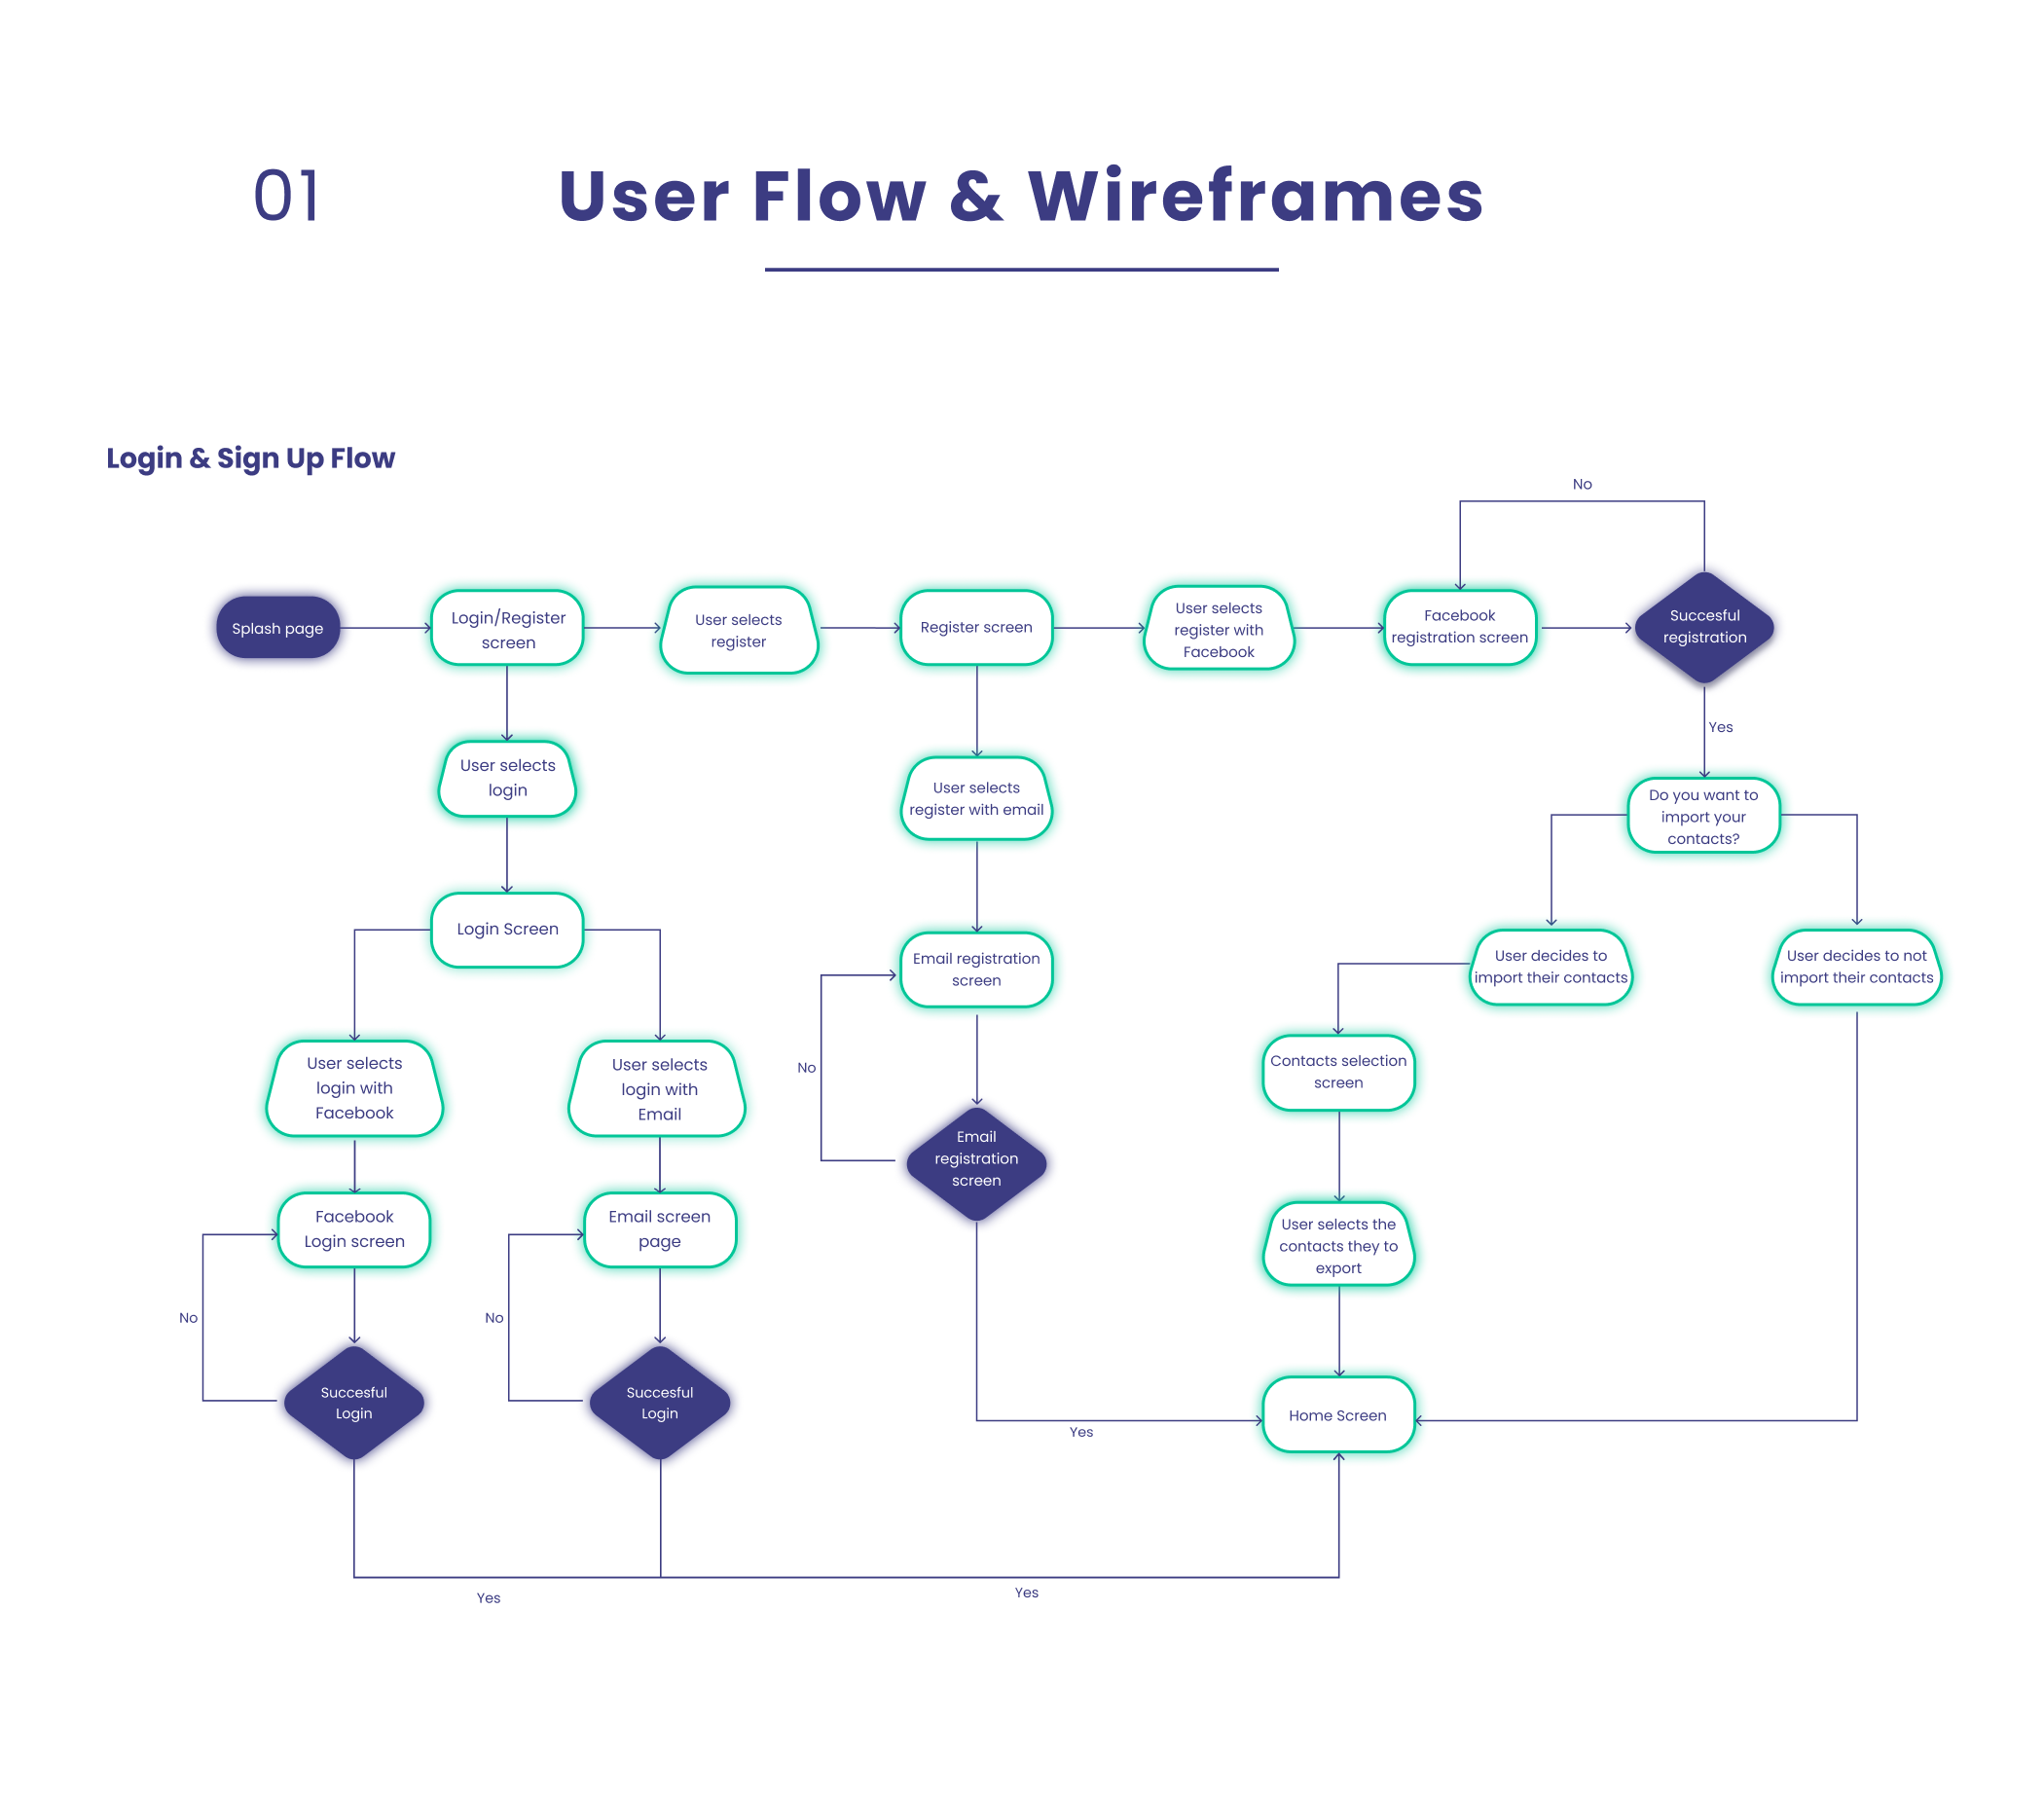 01
User Flow & Wireframes
Login & Sign Up Flow
No
Splash page
Login/Register
screen
User selects
register
Register screen
User selects
register with
Facebook
Facebook
registration screen
Succesful
registration
Yes
User selects
login
User selects
register with email
Do you want to
import your
contacts?
Login Screen
Email registration
screen
User decides to
import their contacts
User decides to not
import their contacts
User selects
login with
Facebook
User selects
login with
Email
No
Contacts selection
screen
Email
registration
screen
Facebook
Login screen
Email screen
page
User selects the
contacts they to
export
No
No
Succesful
Login
Succesful
Login
Home Screen
Yes
Yes
Yes